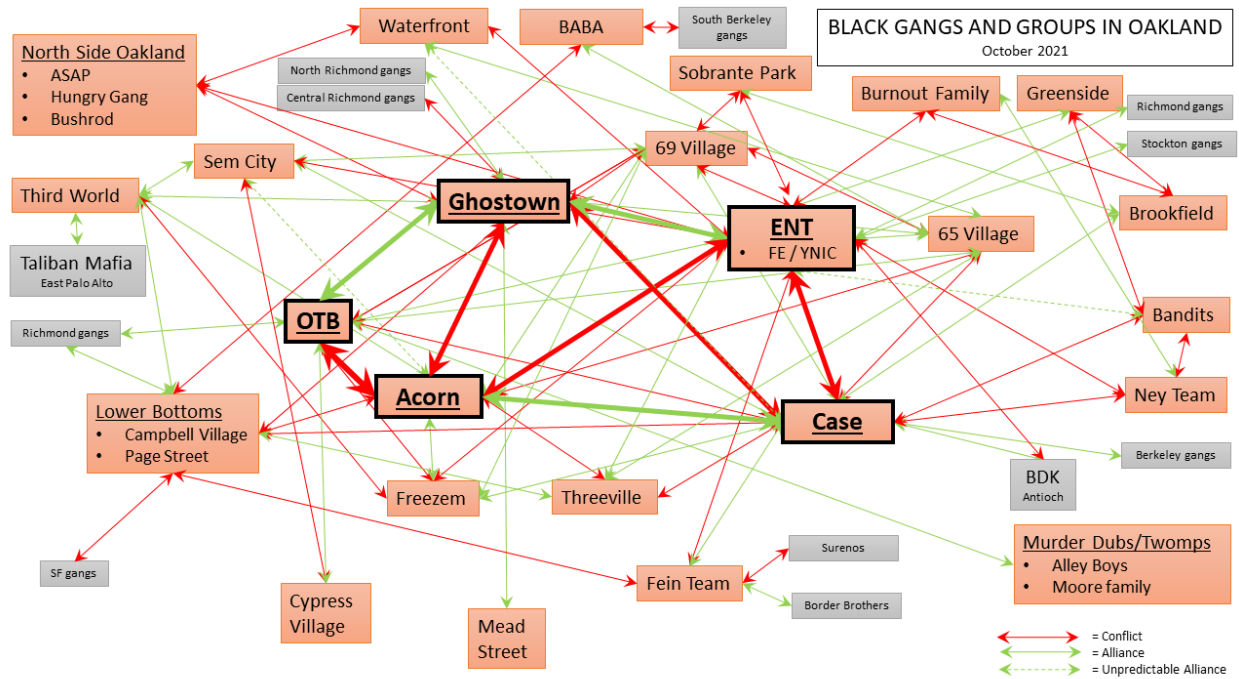 BLACK GANGS AND GROUPS IN OAKLAND
October 2021
Waterfront
BABA
South Berkeley
gangs
North Side Oakland
• ASAP
• Hungry Gang
• Bushrod
North Richmond gangs
Central Richmond gangs
Sobrante Park
Burnout Family
Greenside
Richmond gangs
Stockton gangs
Sem City
69 Village
Third World
Ghostown
ENT
• FE / YNIC
65 Village
Brookfield
Taliban Mafia
East Palo Alto
OTB
Richmond gangs
Bandits
Acorn
Case
Ney Team
Lower Bottoms
• Campbell Village
• Page Street
Berkeley gangs
BDK
Antioch
Freezem
Threeville
SF gangs
Cypress
Village
Mead
Street
Fein Team
Surenos
Border Brothers
Murder Dubs/Twomps
• Alley Boys
• Moore family
= Conflict
= Alliance
= Unpredictable Alliance